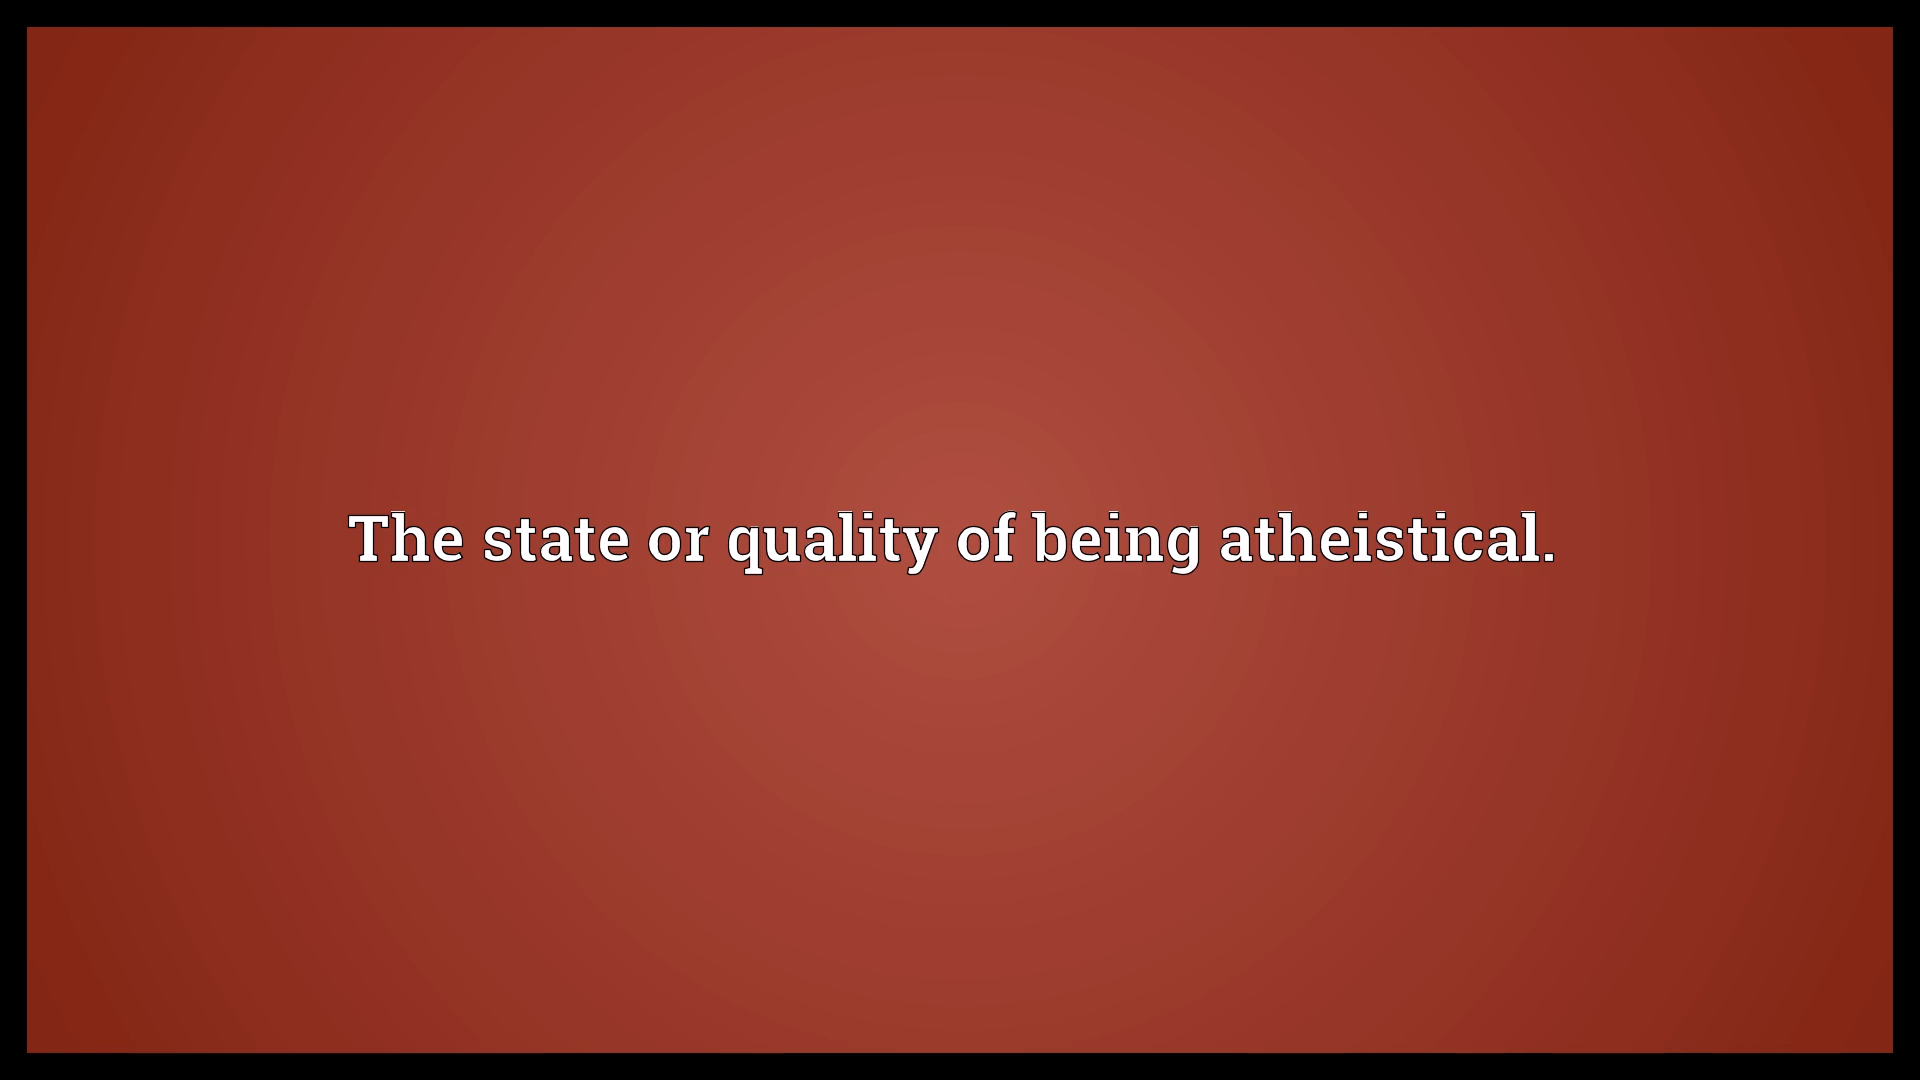 The state or quality of being atheistical.